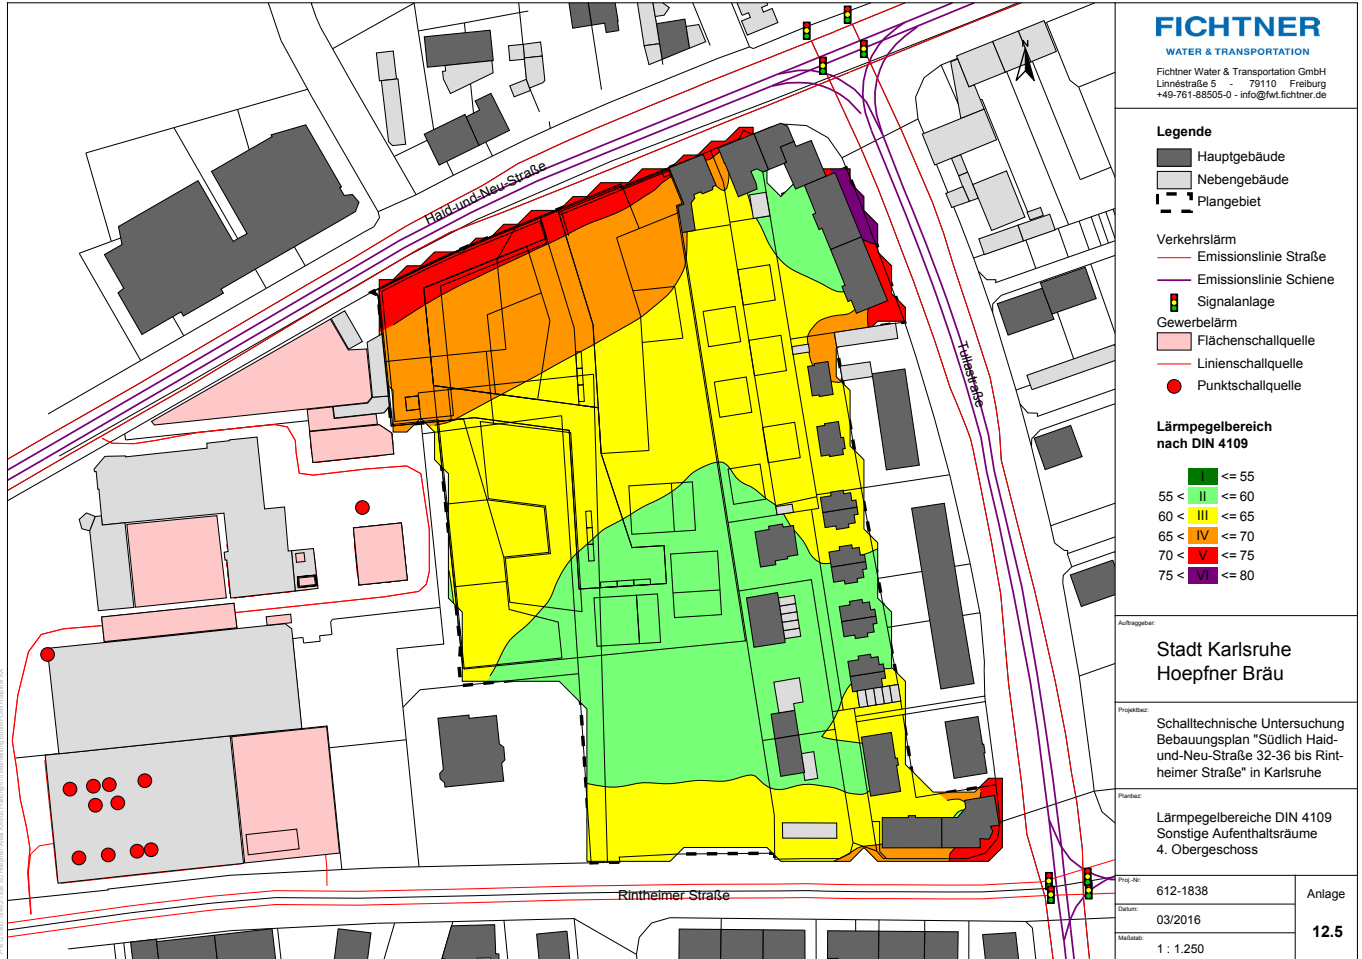 FICHTNER
WATER & TRANSPORTATION
Fichtner Water & Transportation GmbH
Linnéstraße 5 - 79110 Freiburg
+49-761-88505-0 - info@fwt.fichtner.de
N
Legende
Hauptgebäude
Nebengebäude
Plangebiet
Verkehrslärm
Emissionslinie Straße
Emissionslinie Schiene
Signalanlage
Gewerbelärm
Flächenschallquelle
Linienschallquelle
Punktschallquelle
Lärmpegelbereich
nach DIN 4109
I <= 55
55 < II <= 60
60 < III <= 65
65 < IV <= 70
70 < V <= 75
75 < VI <= 80
Auftraggeber:
Stadt Karlsruhe
Hoepfner Bräu
Projektbez:
Schalltechnische Untersuchung
Bebauungsplan "Südlich Haid-
und-Neu-Straße 32-36 bis Rint-
heimer Straße" in Karlsruhe
Planbez:
Lärmpegelbereiche DIN 4109
Sonstige Aufenthaltsräume
4. Obergeschoss
Proj.-Nr:
612-1838
Datum:
03/2016
Maßstab:
1 : 1.250
Anlage
12.5
Haid-und-Neu-Straße
Tullastraße
Rintheimer Straße